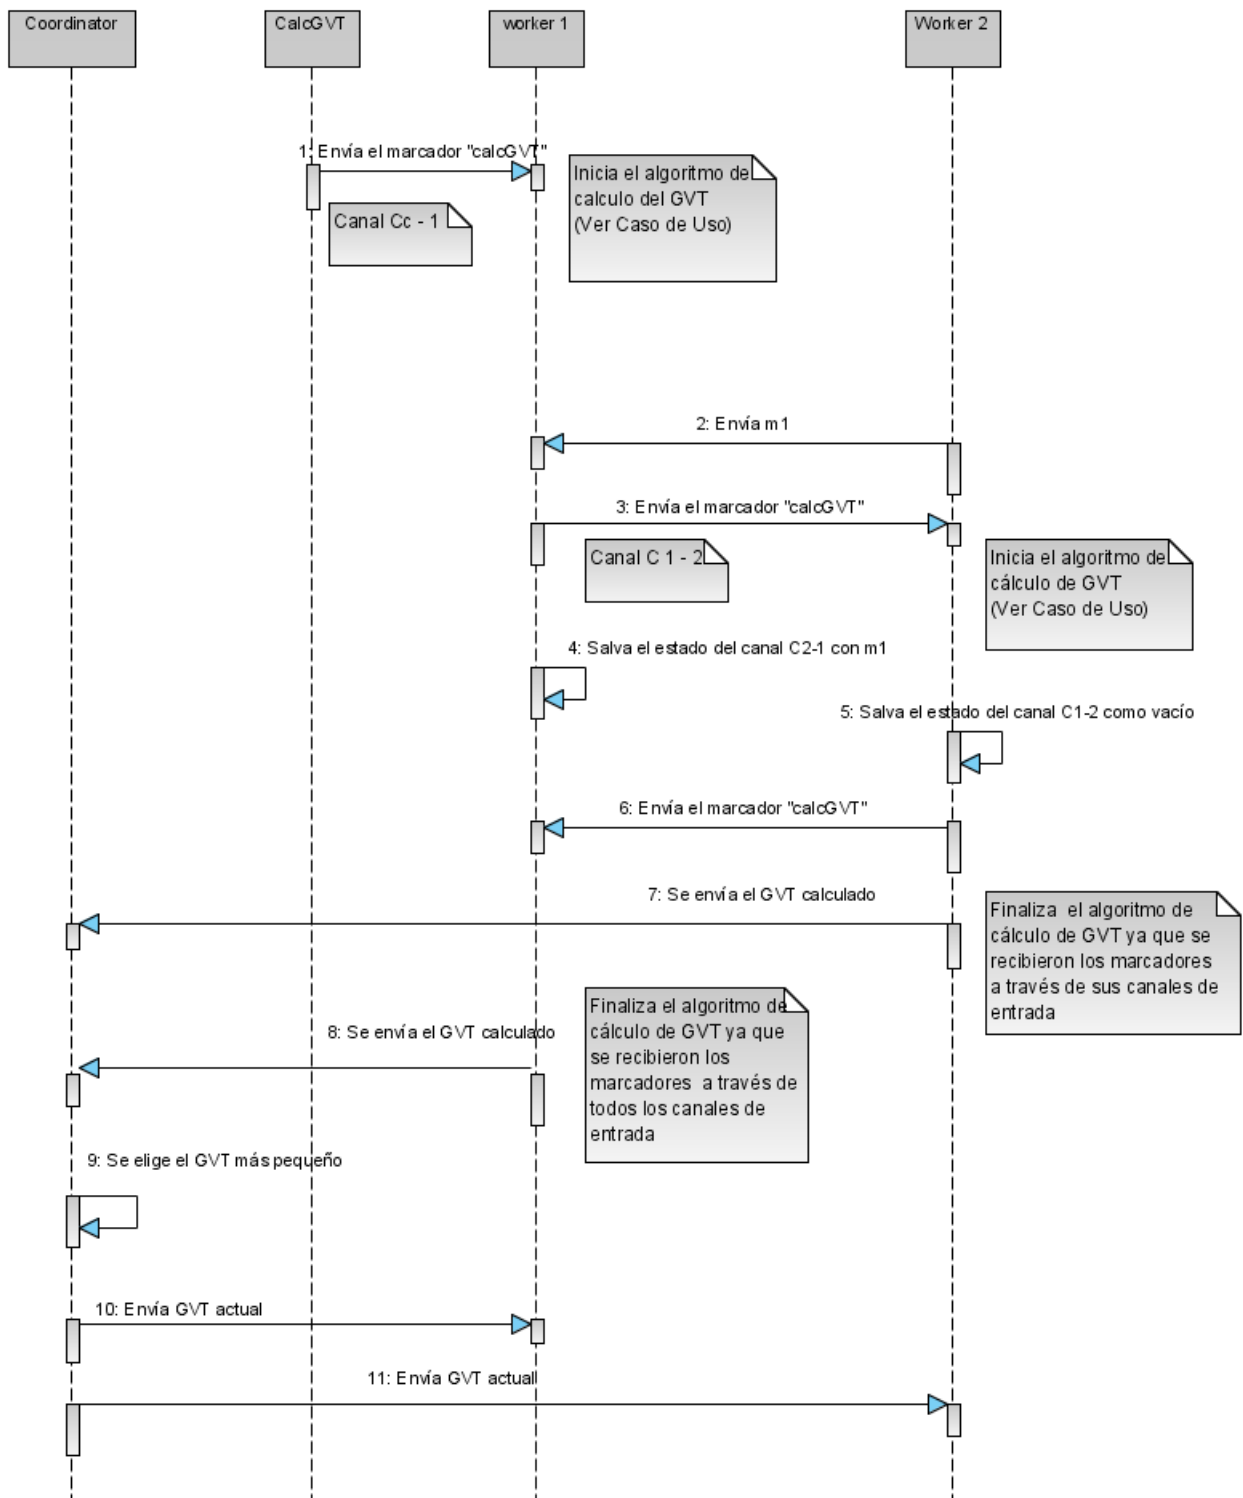 Coordinator
CalcGVT
worker 1
Worker 2
1: Envía el marcador "calcGVT"
Inicia el algoritmo de
calculo del GVT
(Ver Caso de Uso)
Canal Cc - 1
2: Envía m1
3: Envía el marcador "calcGVT"
Canal C 1 - 2
Inicia el algoritmo de
cálculo de GVT
(Ver Caso de Uso)
4: Salva el estado del canal C2-1 con m1
5: Salva el estado del canal C1-2 como vacío
6: Envía el marcador "calcGVT"
7: Se envía el GVT calculado
Finaliza el algoritmo de
cálculo de GVT ya que se
recibieron los marcadores
a través de sus canales de
entrada
8: Se envía el GVT calculado
Finaliza el algoritmo de
cálculo de GVT ya que
se recibieron los
marcadores a través de
todos los canales de
entrada
9: Se elige el GVT más pequeño
10: Envía GVT actual
11: Envía GVT actual